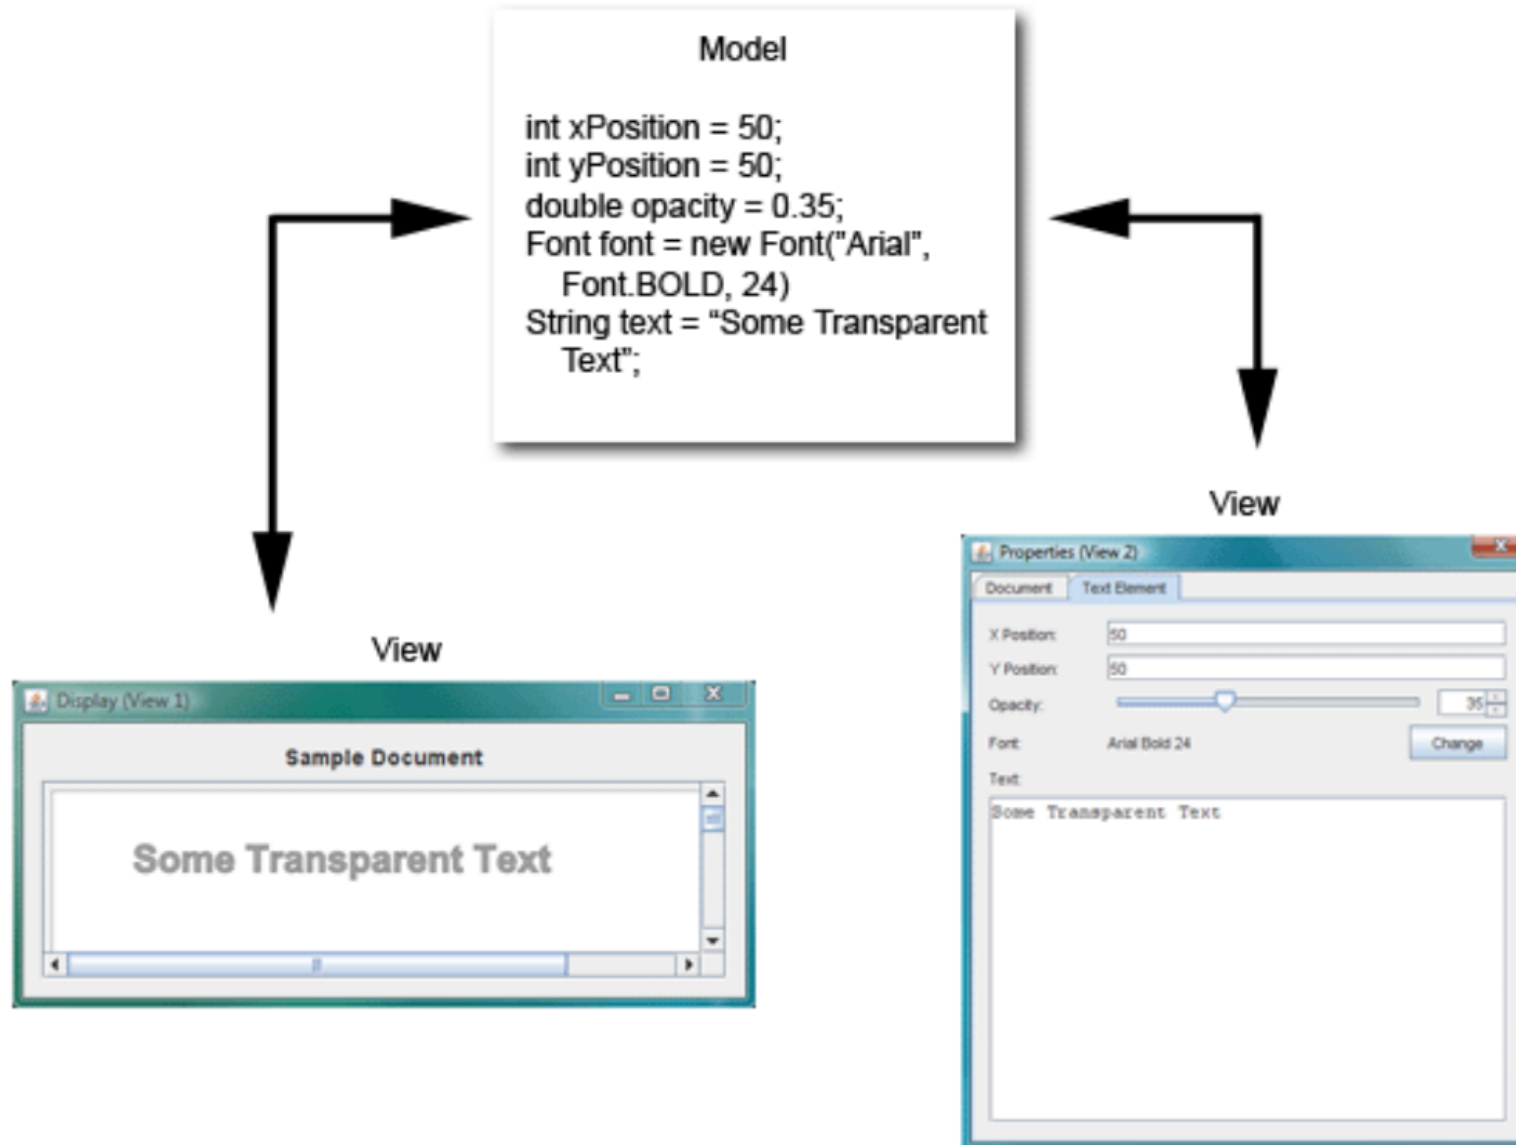 Model
int xPosition = 50;
int yPosition = 50;
double opacity = 0.35;
Font font = new Font("Arial",
Font.BOLD, 24)
String text = “Some Transparent
Text”;
View
Display (View 1)
Sample Document
Some Transparent Text
View
Properties (View 2)
Document Text Element
X Position: 50
Y Position: 50
Opacity: 35
Font: Arial Bold 24 Change
Text:
Some Transparent Text